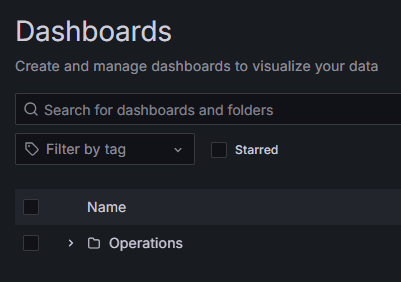 Dashboards
Create and manage dashboards to visualize your data
Search for dashboards and folders
Filter by tag
Starred
Name
Operations